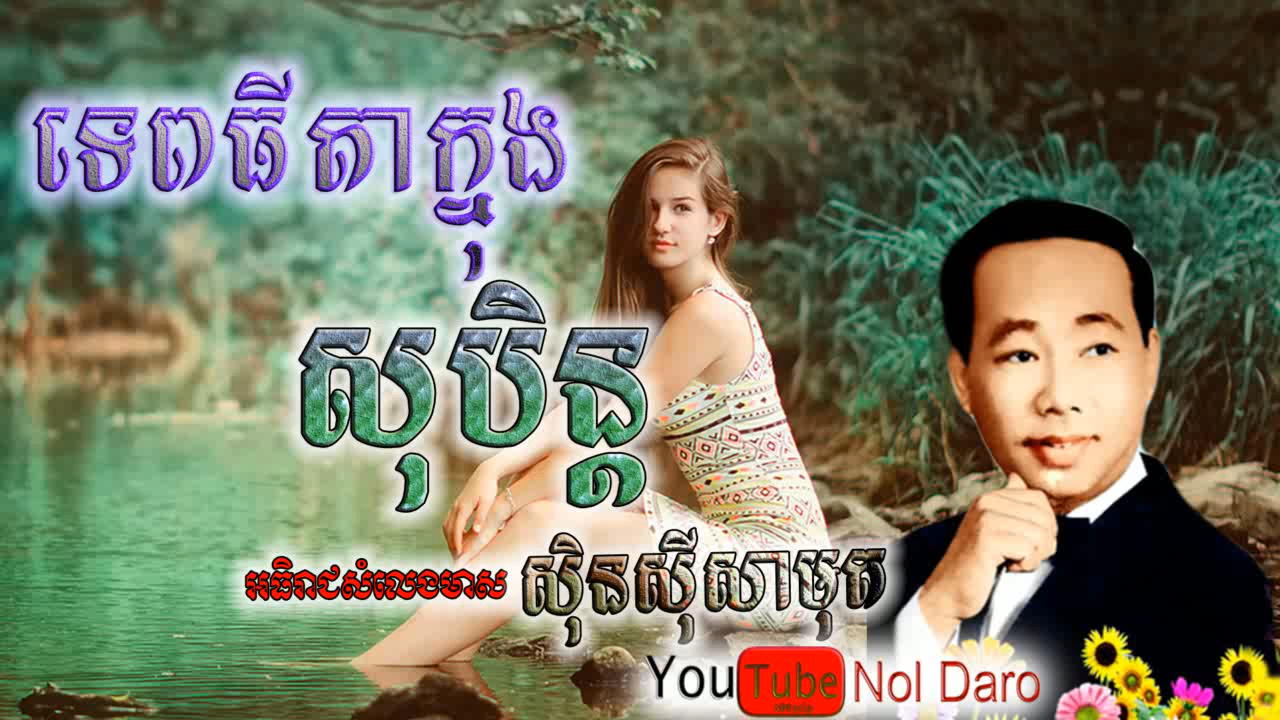 ទេពធីតាក្នុង
សុបិន្ត
អធិរាជសំលេងមាស ស៊ិនស៊ីសាមុត
YouTube Nol Daro